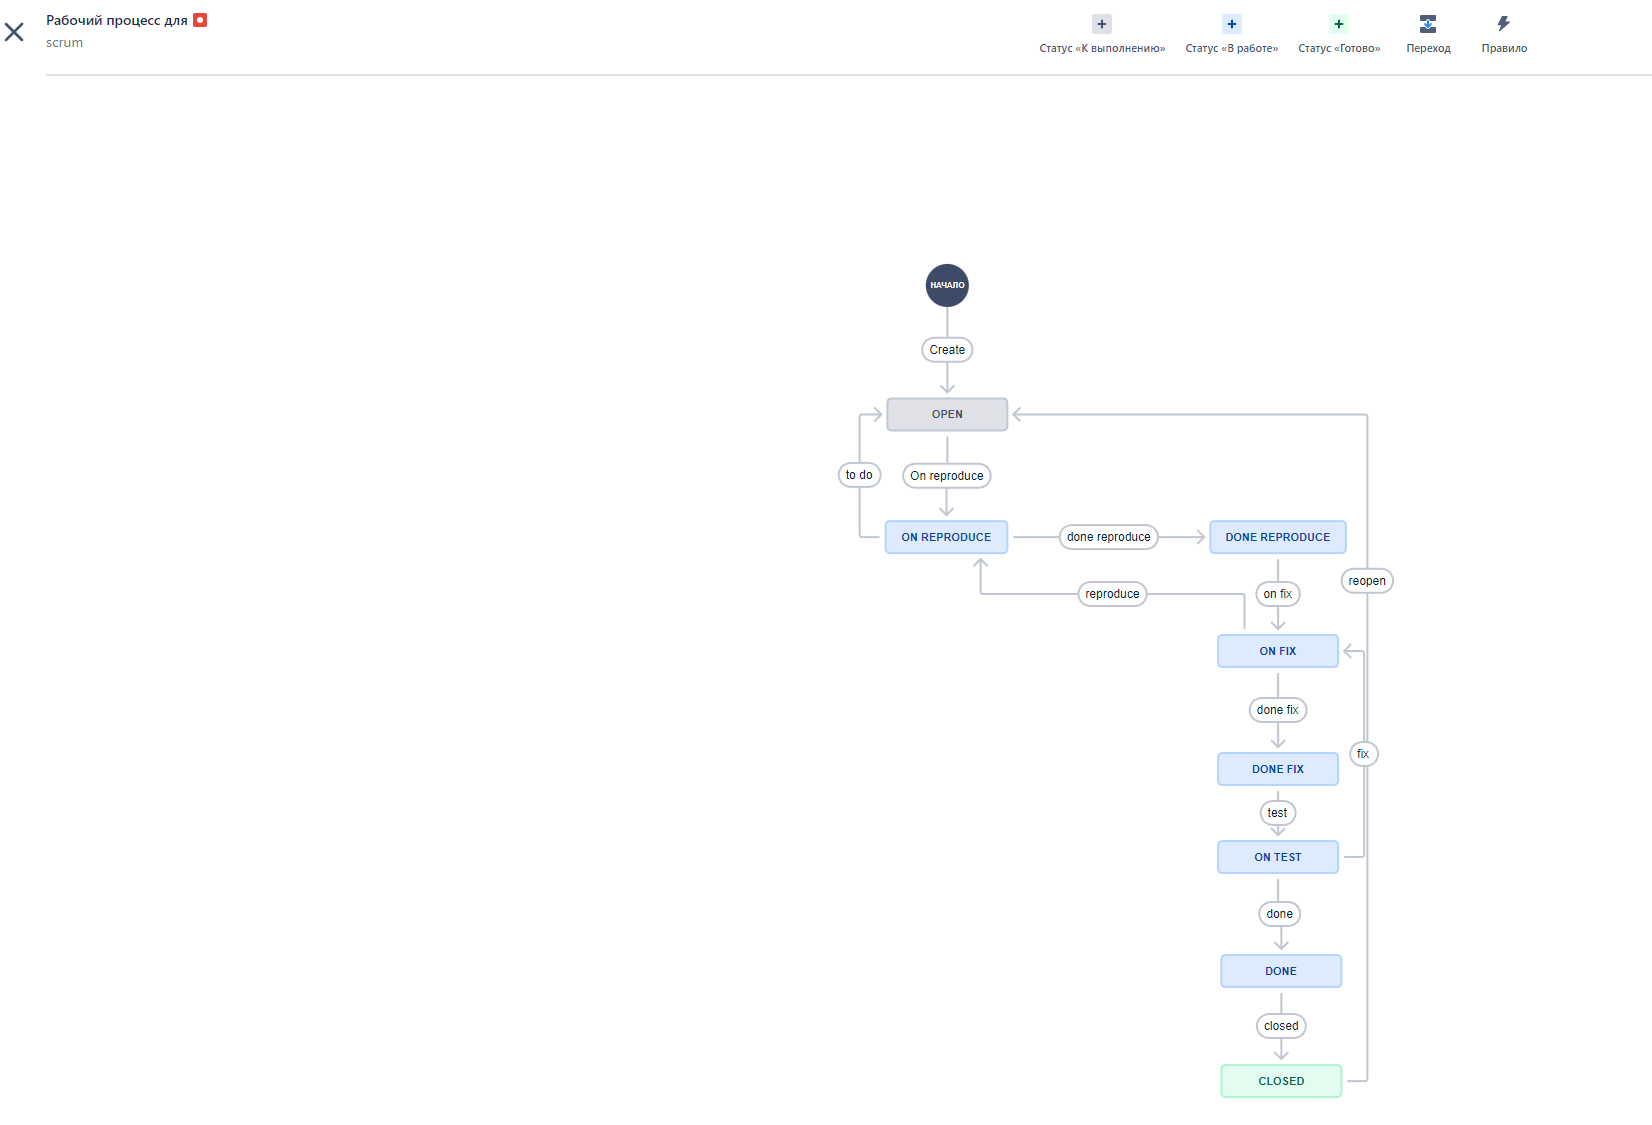 Рабочий процесс для
scrum
Статус «К выполнению»
Статус «В работе»
Статус «Готово»
Переход
Правило
НАЧАЛО
Create
OPEN
to do
On reproduce
ON REPRODUCE
done reproduce
DONE REPRODUCE
reopen
reproduce
on fix
ON FIX
done fix
fix
DONE FIX
test
ON TEST
done
DONE
closed
CLOSED